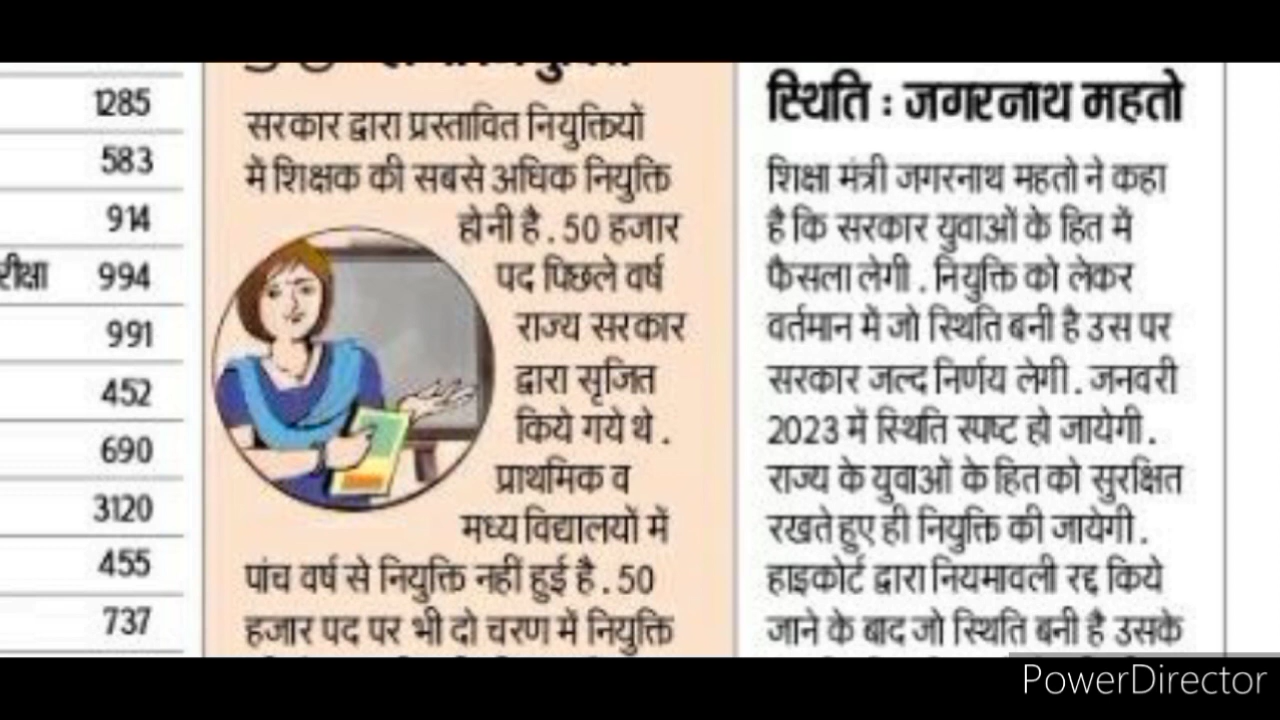 1285
583
914
रीक्षा 994
991
452
690
3120
455
737
सरकार द्वारा प्रस्तावित नियुक्तियों
में शिक्षक की सबसे अधिक नियुक्ति
होनी है . 50 हजार
पद पिछले वर्ष
राज्य सरकार
द्वारा सृजित
किये गये थे .
प्राथमिक व
मध्य विद्यालयों में
पांच वर्ष से नियुक्ति नहीं हुई है . 50
हजार पद पर भी दो चरण में नियुक्ति
स्थिति : जगरनाथ महतो
शिक्षा मंत्री जगरनाथ महतो ने कहा
है कि सरकार युवाओं के हित में
फैसला लेगी . नियुक्ति को लेकर
वर्तमान में जो स्थिति बनी है उस पर
सरकार जल्द निर्णय लेगी . जनवरी
2023 में स्थिति स्पष्ट हो जायेगी .
राज्य के युवाओं के हित को सुरक्षित
रखते हुए ही नियुक्ति की जायेगी .
हाइकोर्ट द्वारा नियमावली रद्द किये
जाने के बाद जो स्थिति बनी है उसके
PowerDirector